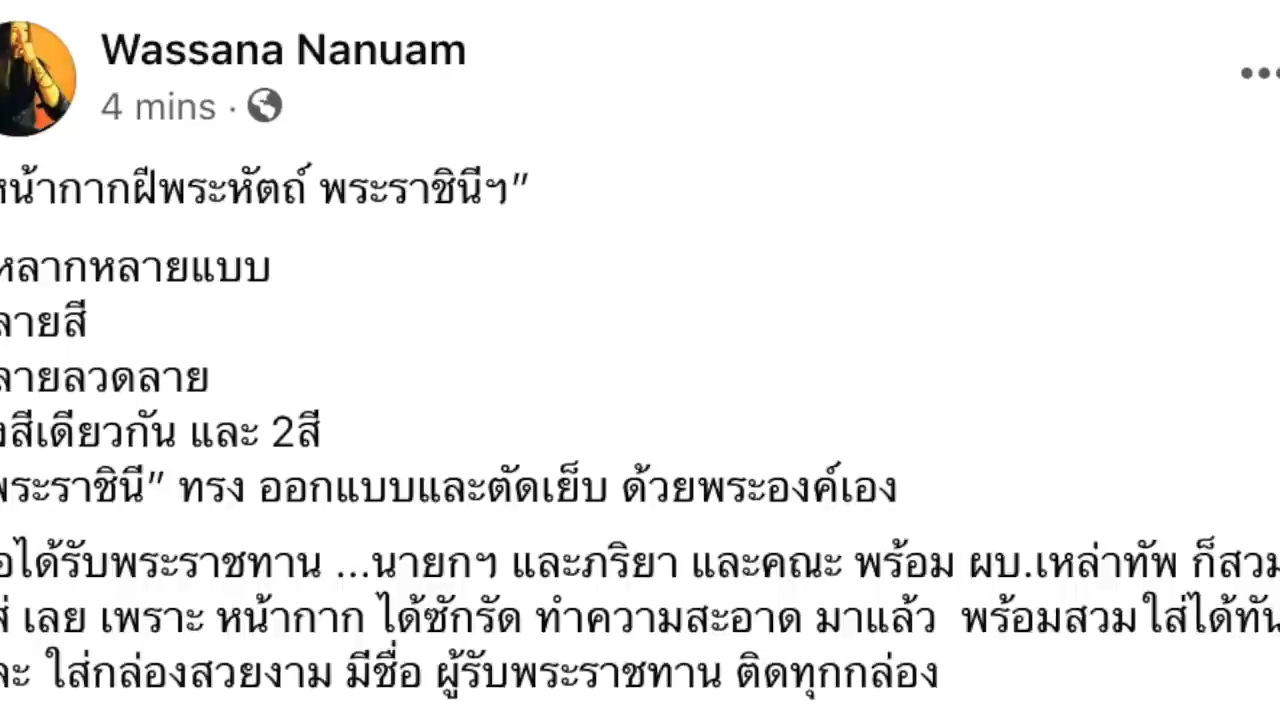 Wassana Nanuam
4 mins ·
หน้ากากฝีพระหัตถ์ พระราชินีฯ”
หลากหลายแบบ
ลายสี
ลายลวดลาย
สีเดียวกัน และ 2สี
พระราชินี” ทรง ออกแบบและตัดเย็บ ด้วยพระองค์เอง
ได้รับพระราชทาน ...นายกฯ และภริยา และคณะ พร้อม ผบ.เหล่าทัพ ก็สวม
เลย เพราะ หน้ากาก ได้ซักรัด ทำความสะอาด มาแล้ว พร้อมสวมใส่ได้ทัน
ละ ใส่กล่องสวยงาม มีชื่อ ผู้รับพระราชทาน ติดทุกกล่อง